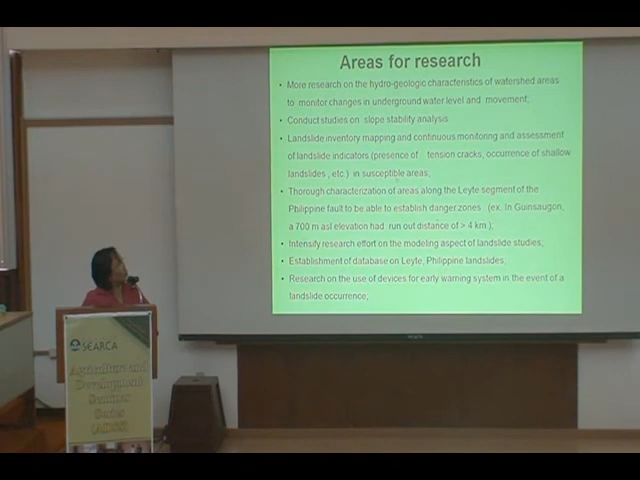 Areas for research
• More research on the hydro-geologic characteristics of watershed areas
to monitor changes in underground water level and movement;
• Conduct studies on slope stability analysis
• Landslide inventory mapping and continuous monitoring and assessment
of landslide indicators (presence of tension cracks, occurrence of shallow
landslides , etc.) in susceptible areas;
• Thorough characterization of areas along the Leyte segment of the
Philippine fault to be able to establish danger zones (ex. In Guinsaugon,
a 700 m asl elevation had run out distance of > 4 km );
• Intensify research effort on the modeling aspect of landslide studies;
• Establishment of database on Leyte, Philippine landslides;
• Research on the use of devices for early warning system in the event of a
landslide occurrence;
SEARCA
Agriculture and
Development
Seminar
Series
(ADSS)